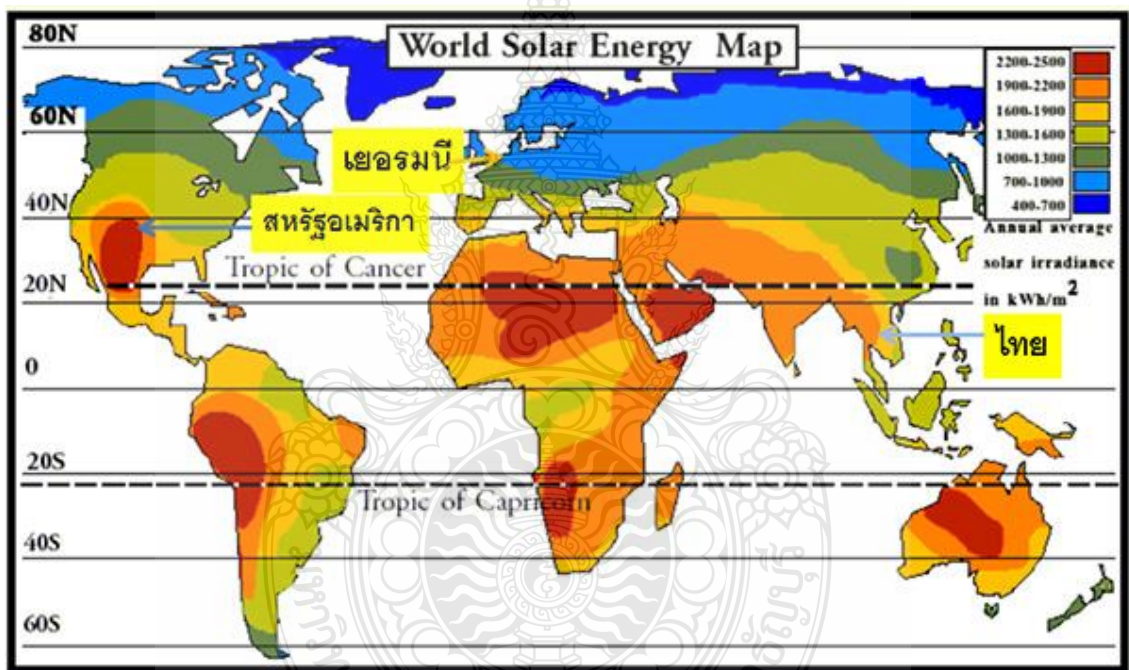 80N
World Solar Energy Map
2200-2500
1900-2200
1600-1900
1300-1600
1000-1300
700-1000
400-700
60N
เยอรมนี
40N
สหรัฐอเมริกา
Annual average
solar irradiance
in kWh/m²
Tropic of Cancer
20N
ไทย
0
20S
Tropic of Capricorn
40S
60S